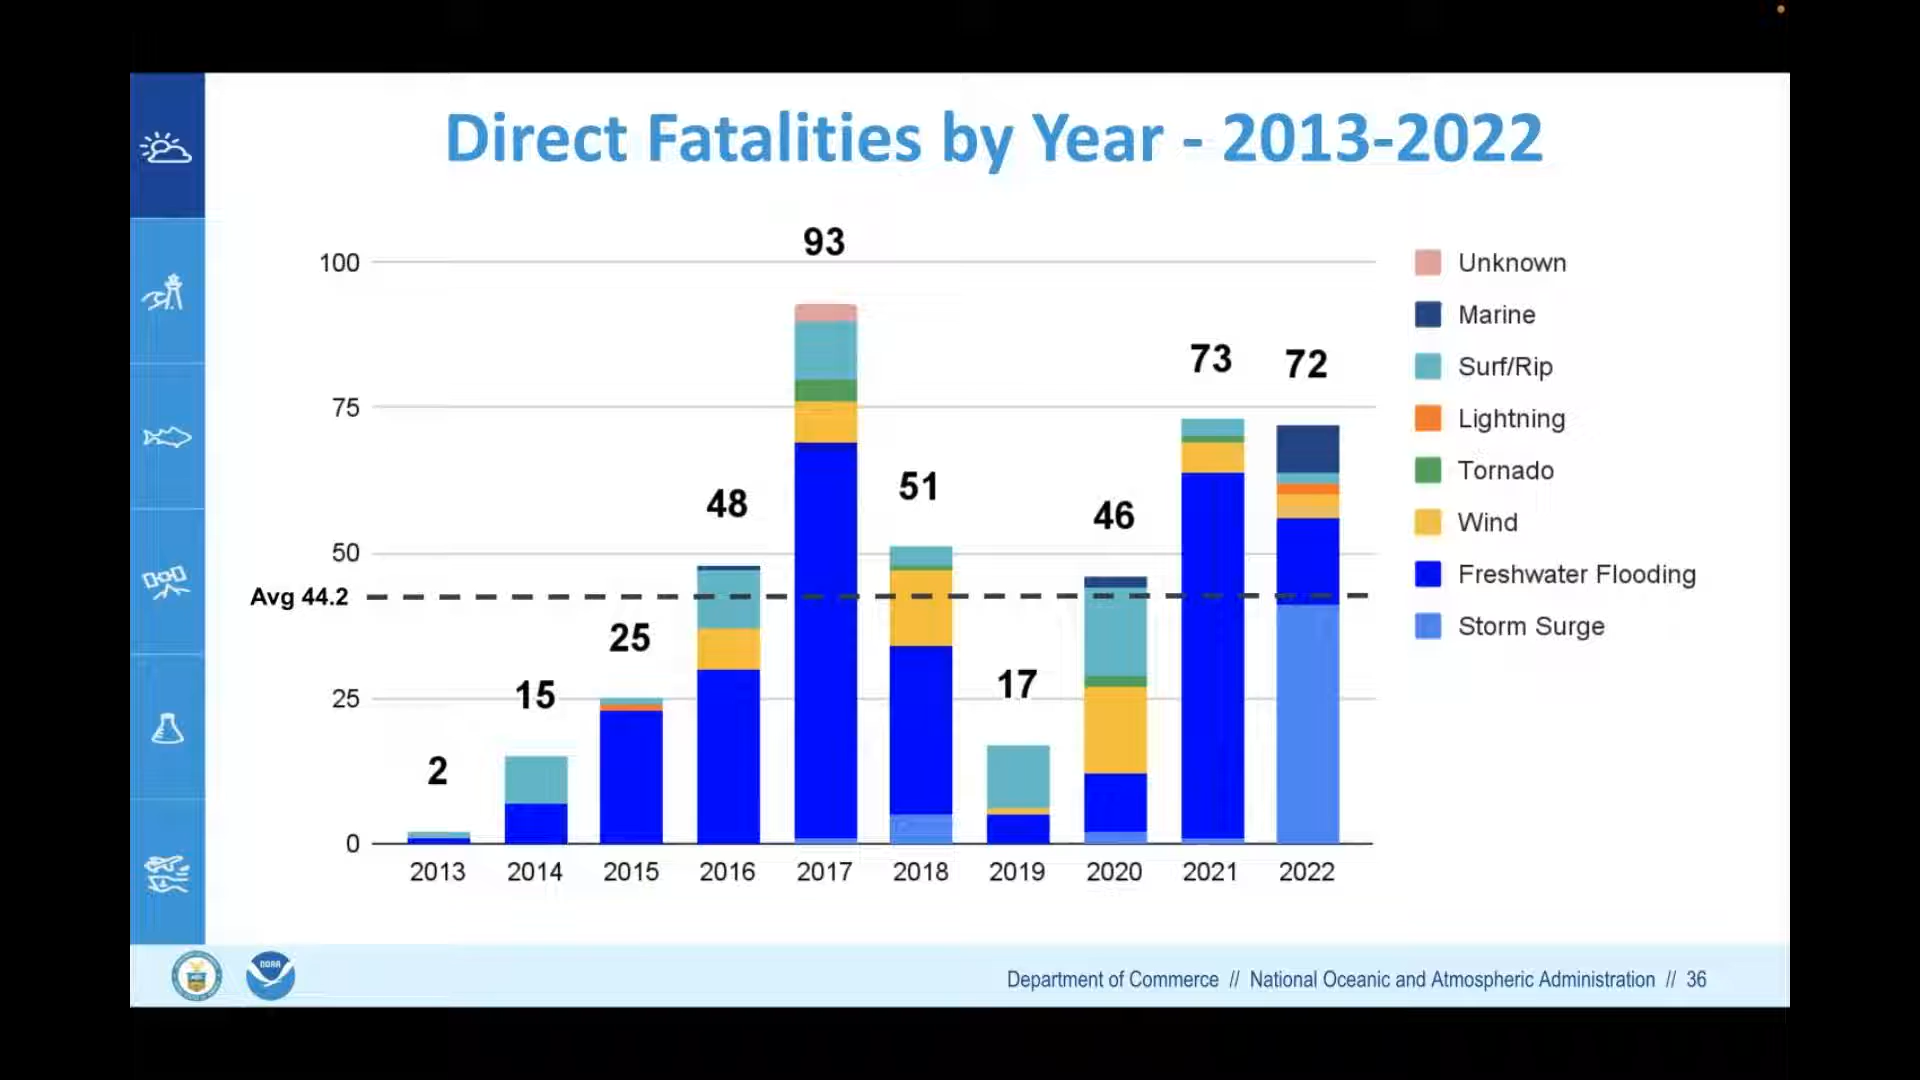 Direct Fatalities by Year - 2013-2022
93
100
73
72
75
51
48
46
50
Avg 44.2
25
17
15
25
2
0
2013 2014 2015 2016 2017 2018 2019 2020 2021 2022
Unknown
Marine
Surf/Rip
Lightning
Tornado
Wind
Freshwater Flooding
Storm Surge
NOAA
Department of Commerce // National Oceanic and Atmospheric Administration // 36